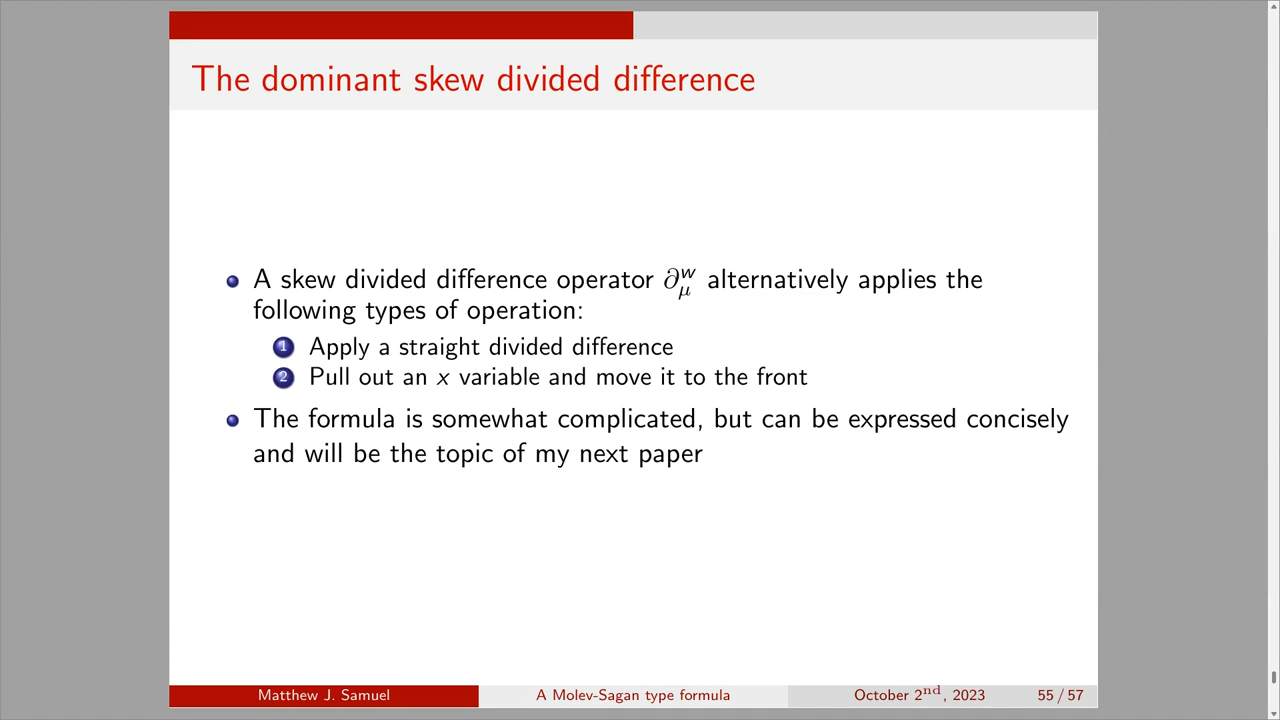 The dominant skew divided difference
A skew divided difference operator ∂^w_μ alternatively applies the
following types of operation:
1 Apply a straight divided difference
2 Pull out an x variable and move it to the front
The formula is somewhat complicated, but can be expressed concisely
and will be the topic of my next paper
Matthew J. Samuel A Molev-Sagan type formula October 2nd, 2023 55 / 57